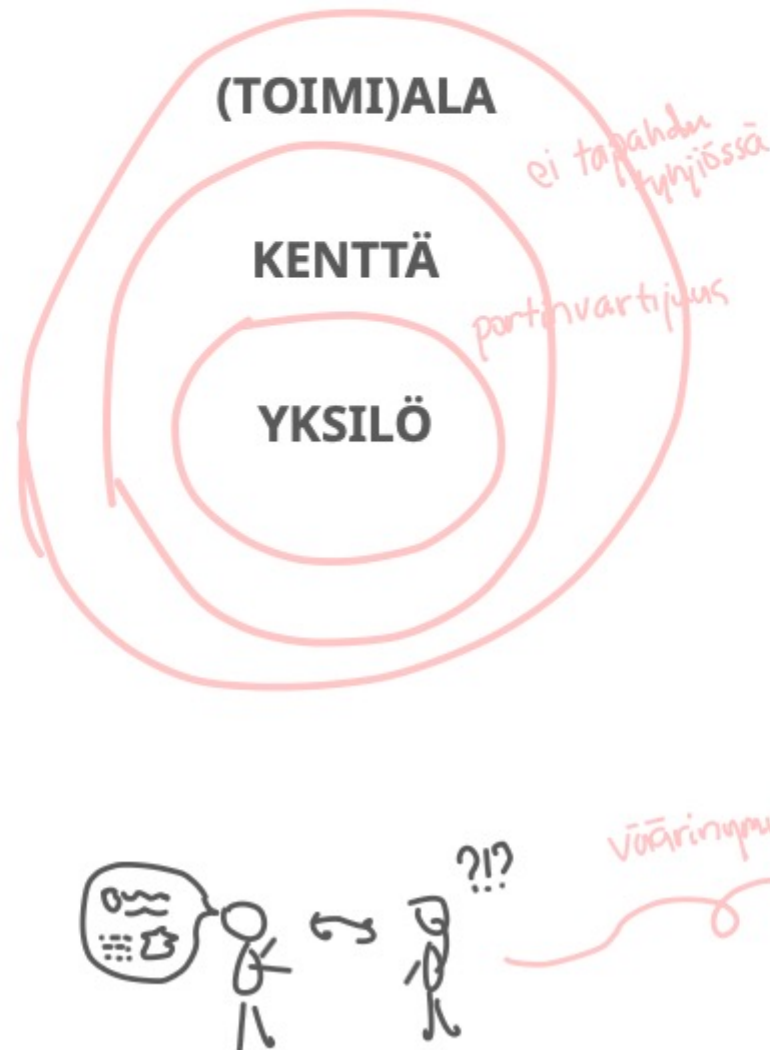 (TOIMI)ALA
ei tapahdu
tyhjiössä
KENTTÄ
portinvartijuus
YKSILÖ
?!?